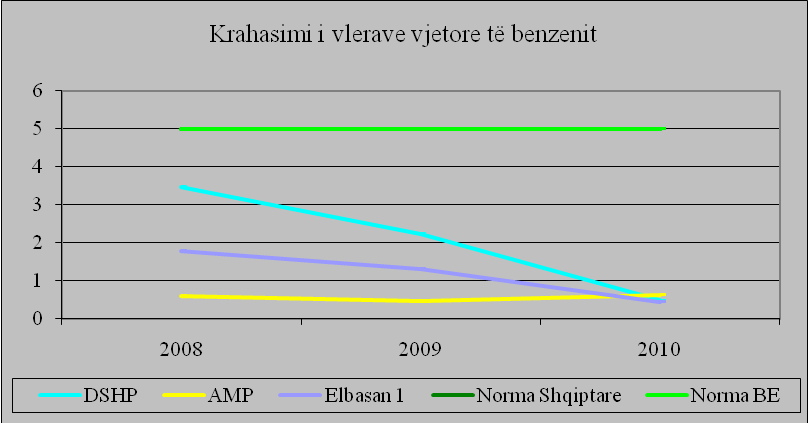 Krahasimi i vlerave vjetore të benzenit
6
5
4
3
2
1
0
2008 2009 2010
DSHP AMP Elbasan 1 Norma Shqiptare Norma BE